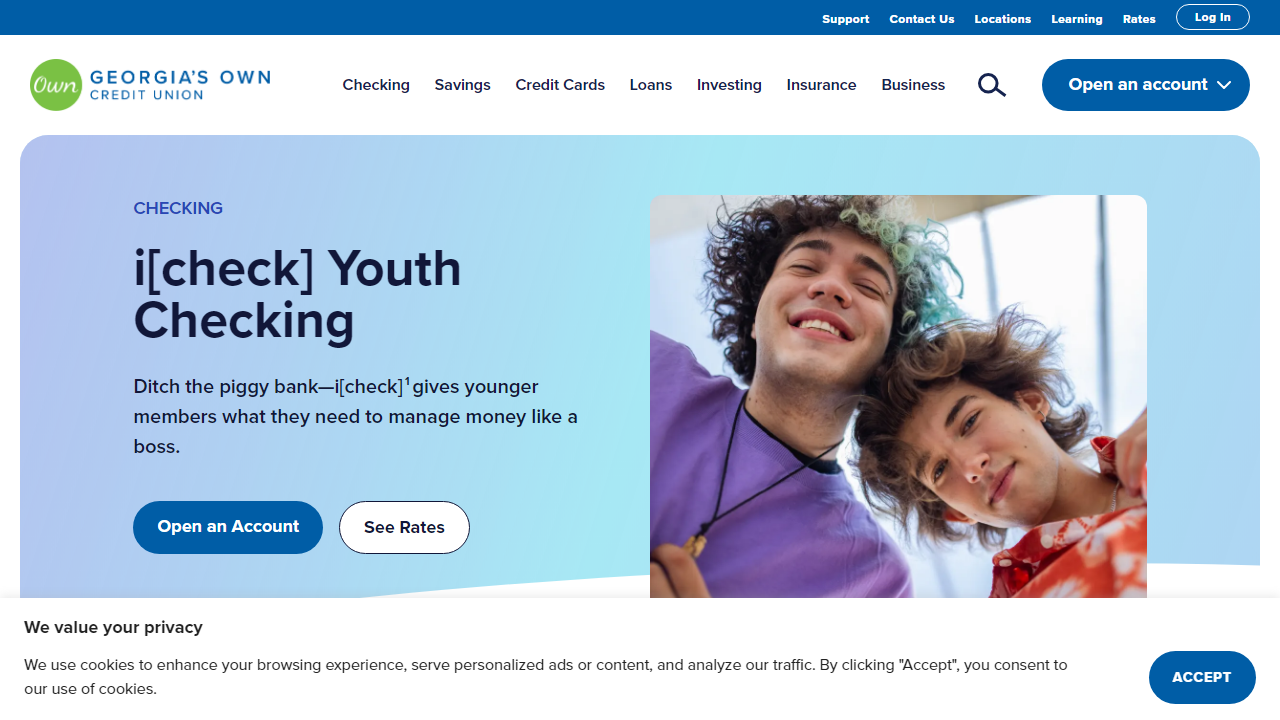 Support Contact Us Locations Learning Rates Log In
Own GEORGIA'S OWN
CREDIT UNION
Checking Savings Credit Cards Loans Investing Insurance Business Open an account
CHECKING
i[check] Youth
Checking
Ditch the piggy bank—i[check]¹ gives younger
members what they need to manage money like a
boss.
Open an Account See Rates
We value your privacy
We use cookies to enhance your browsing experience, serve personalized ads or content, and analyze our traffic. By clicking "Accept", you consent to
our use of cookies.
ACCEPT